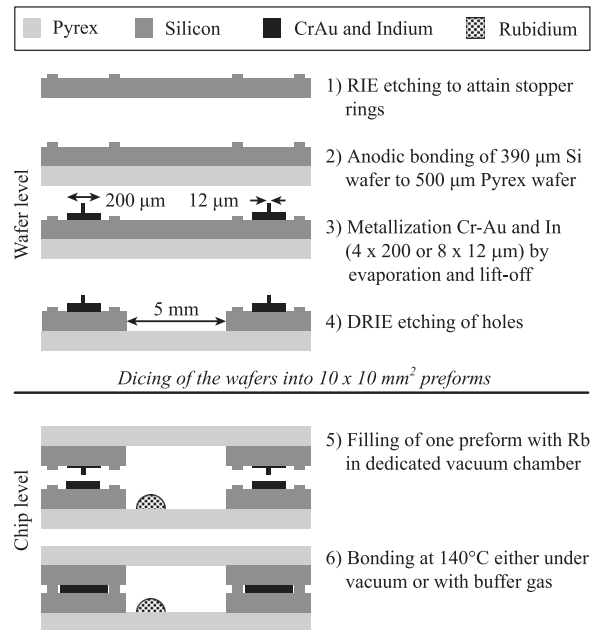 Pyrex Silicon CrAu and Indium Rubidium
Wafer level
1) RIE etching to attain stopper
rings
2) Anodic bonding of 390 μm Si
wafer to 500 μm Pyrex wafer
200 μm 12 μm
3) Metallization Cr-Au and In
(4 x 200 or 8 x 12 μm) by
evaporation and lift-off
5 mm
4) DRIE etching of holes
Dicing of the wafers into 10 x 10 mm² preforms
Chip level
5) Filling of one preform with Rb
in dedicated vacuum chamber
6) Bonding at 140°C either under
vacuum or with buffer gas